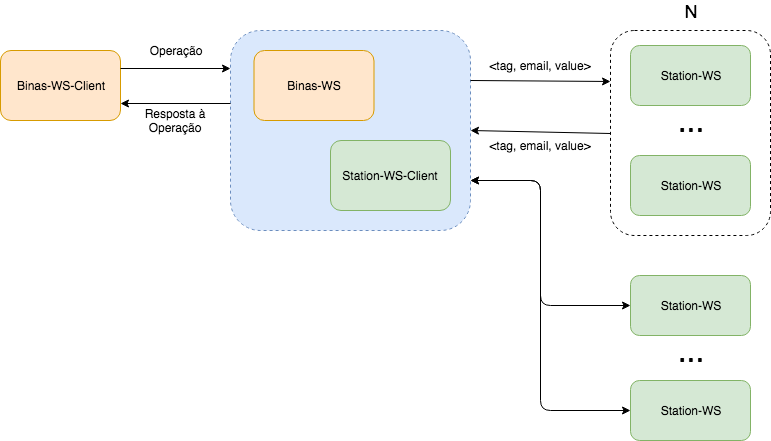 N
Operação
<tag, email, value>
Binas-WS-Client
Binas-WS
Station-WS
Resposta à
Operação
...
<tag, email, value>
Station-WS-Client
Station-WS
Station-WS
...
Station-WS